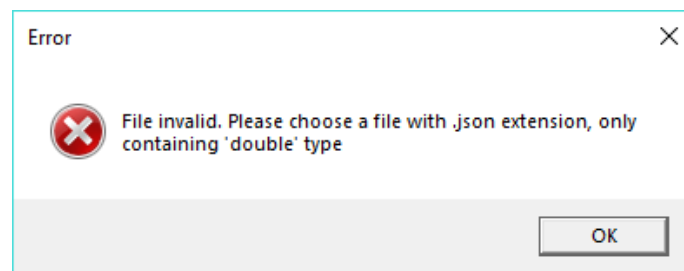 Error
File invalid. Please choose a file with .json extension, only
containing 'double' type
OK